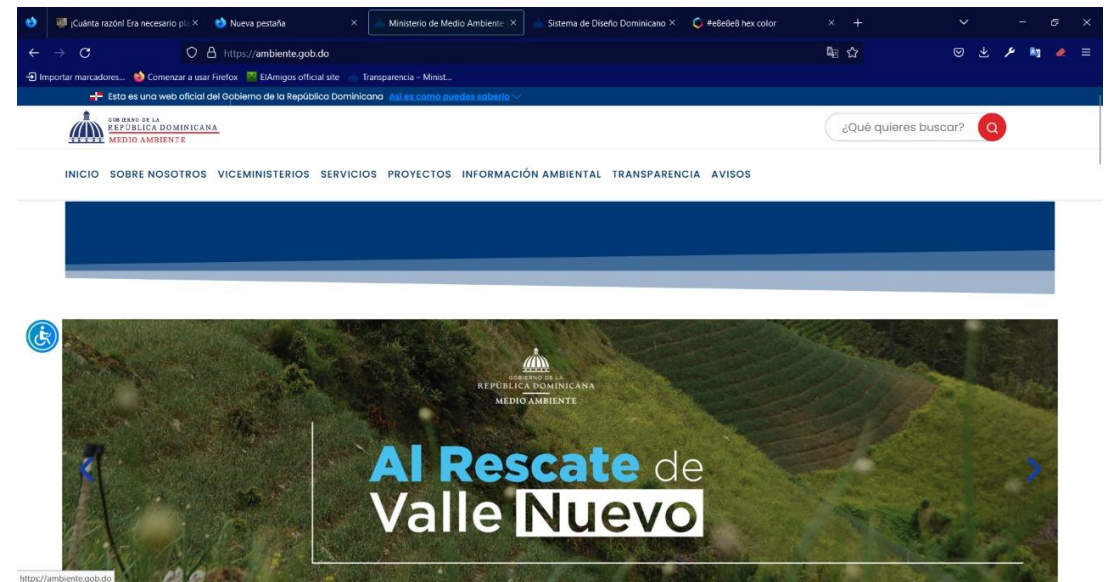 ¡Cuánta razón! Era necesario pla
Nueva pestaña
Ministerio de Medio Ambiente
Sistema de Diseño Dominicano
#e8e8e8 hex color
https://ambiente.gob.do
Importar marcadores...
Comenzar a usar Firefox
ElAmigos official site
Transparencia – Minist...
Esta es una web oficial del Gobierno de la República Dominicana Así es como puedes saberlo
GOBIERNO DE LA
REPÚBLICA DOMINICANA
MEDIO AMBIENTE
¿Qué quieres buscar?
INICIO SOBRE NOSOTROS VICEMINISTERIOS SERVICIOS PROYECTOS INFORMACIÓN AMBIENTAL TRANSPARENCIA AVISOS
GOBIERNO DE LA
REPÚBLICA DOMINICANA
MEDIO AMBIENTE
Al Rescate de
Valle Nuevo
https://ambiente.gob.do